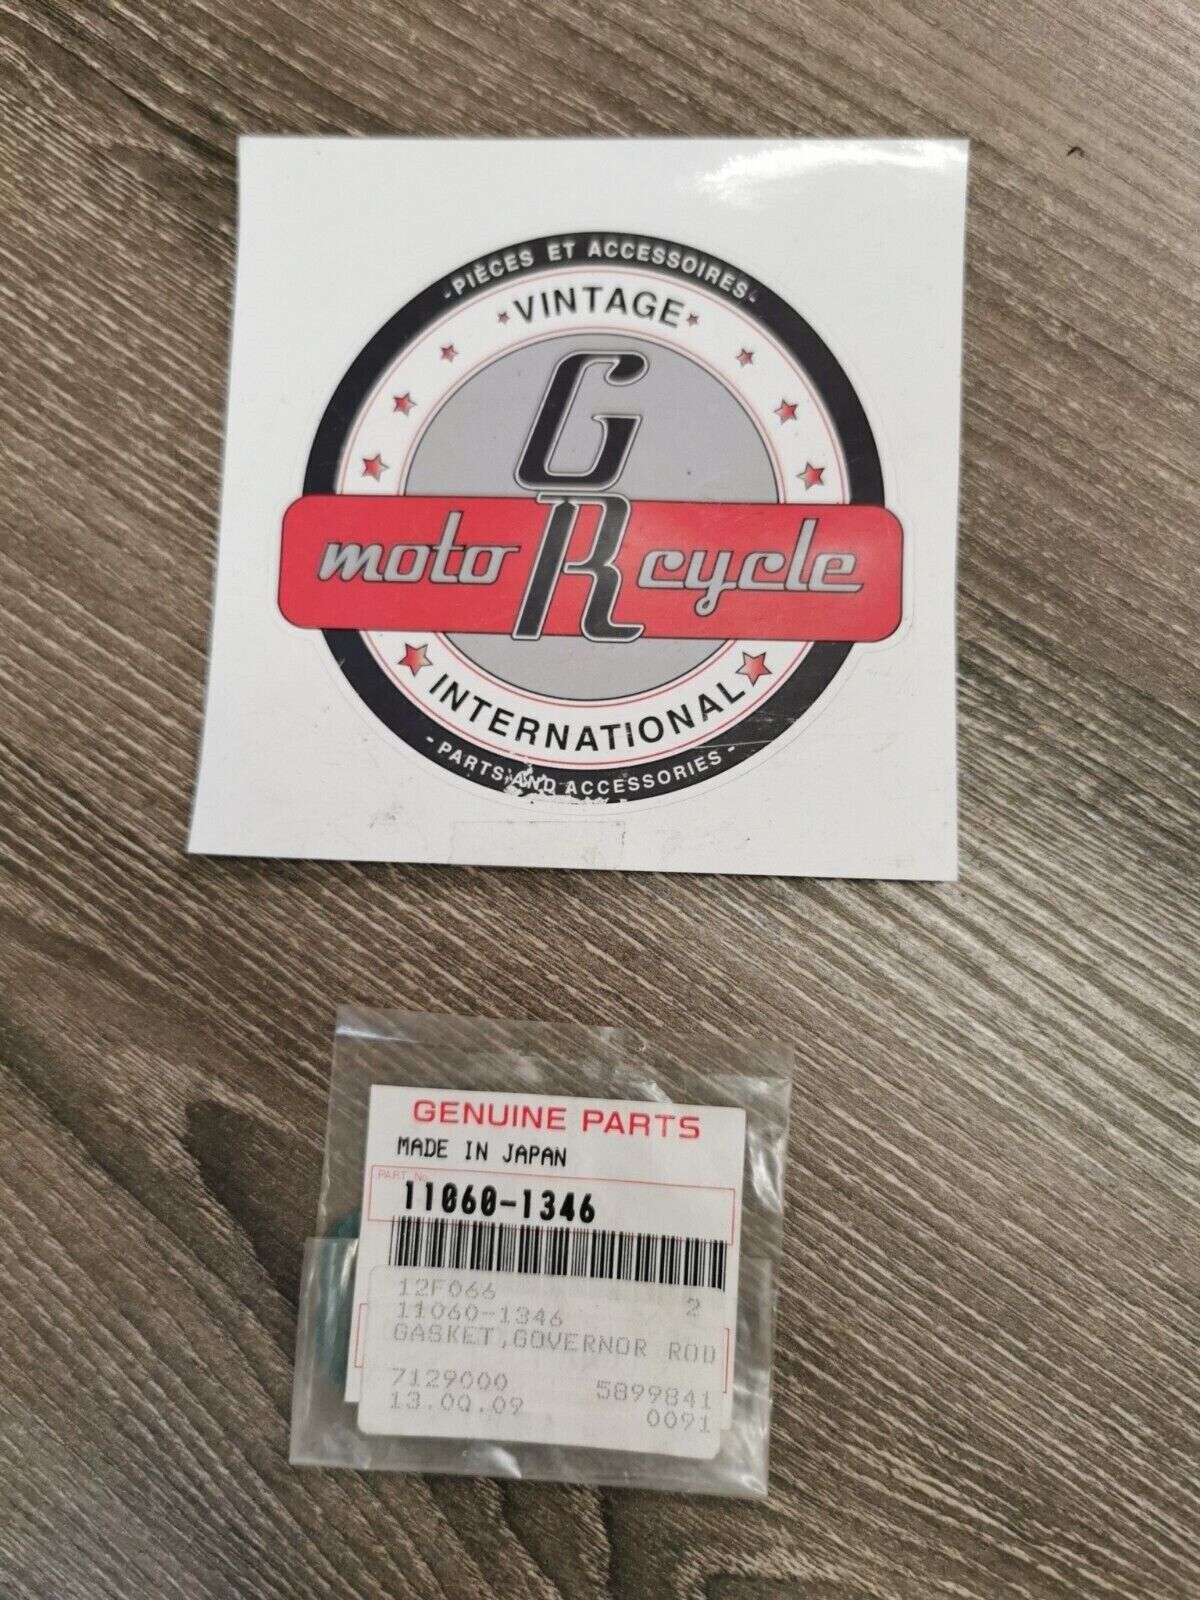 - PIÈCES ET ACCESSOIRES -
VINTAGE
GR
moto cycle
INTERNATIONAL
- PARTS AND ACCESSORIES -
GENUINE PARTS
MADE IN JAPAN
PART No.
11060-1346
12F066 2
11060-1346
GASKET,GOVERNOR ROD
7129000 5899841
13.0Q.09 0091